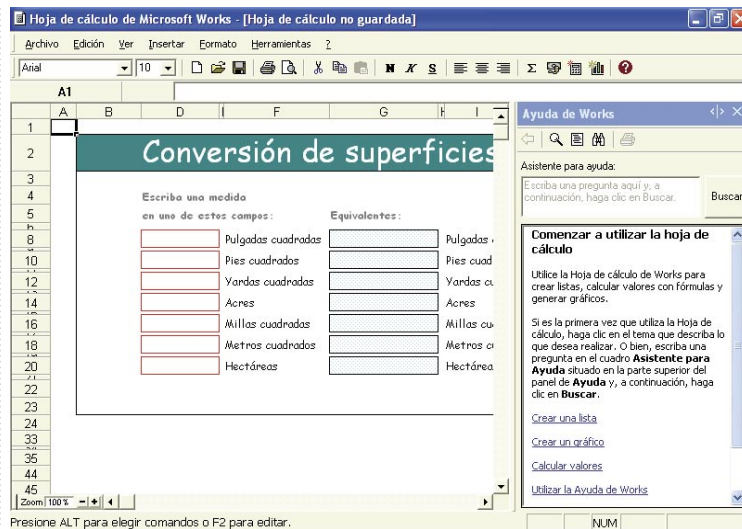 Hoja de cálculo de Microsoft Works - [Hoja de cálculo no guardada]
Archivo Edición Ver Insertar Formato Herramientas ?
Arial 10 N K S Σ
A1
A B D F G H I
1
2 Conversión de superficies
3
4 Escriba una medida
5 en uno de estos campos: Equivalentes:
8 Pulgadas cuadradas Pulgadas
10 Pies cuadrados Pies cuad
12 Yardas cuadradas Yardas cu
14 Acres Acres
16 Millas cuadradas Millas cu
18 Metros cuadrados Metros c
20 Hectáreas Hectárea
22
23
24
33
35
44
45
Zoom 100 % - +
Presione ALT para elegir comandos o F2 para editar.
NUM
Ayuda de Works
Asistente para ayuda:
Escriba una pregunta aquí y, a
continuación, haga clic en Buscar.
Buscar
Comenzar a utilizar la hoja de
cálculo
Utilice la Hoja de cálculo de Works para
crear listas, calcular valores con fórmulas y
generar gráficos.
Si es la primera vez que utiliza la Hoja de
cálculo, haga clic en el tema que describa lo
que desea realizar. O bien, escriba una
pregunta en el cuadro Asistente para
Ayuda situado en la parte superior del
panel de Ayuda y, a continuación, haga
clic en Buscar.
Crear una lista
Crear un gráfico
Calcular valores
Utilizar la Ayuda de Works